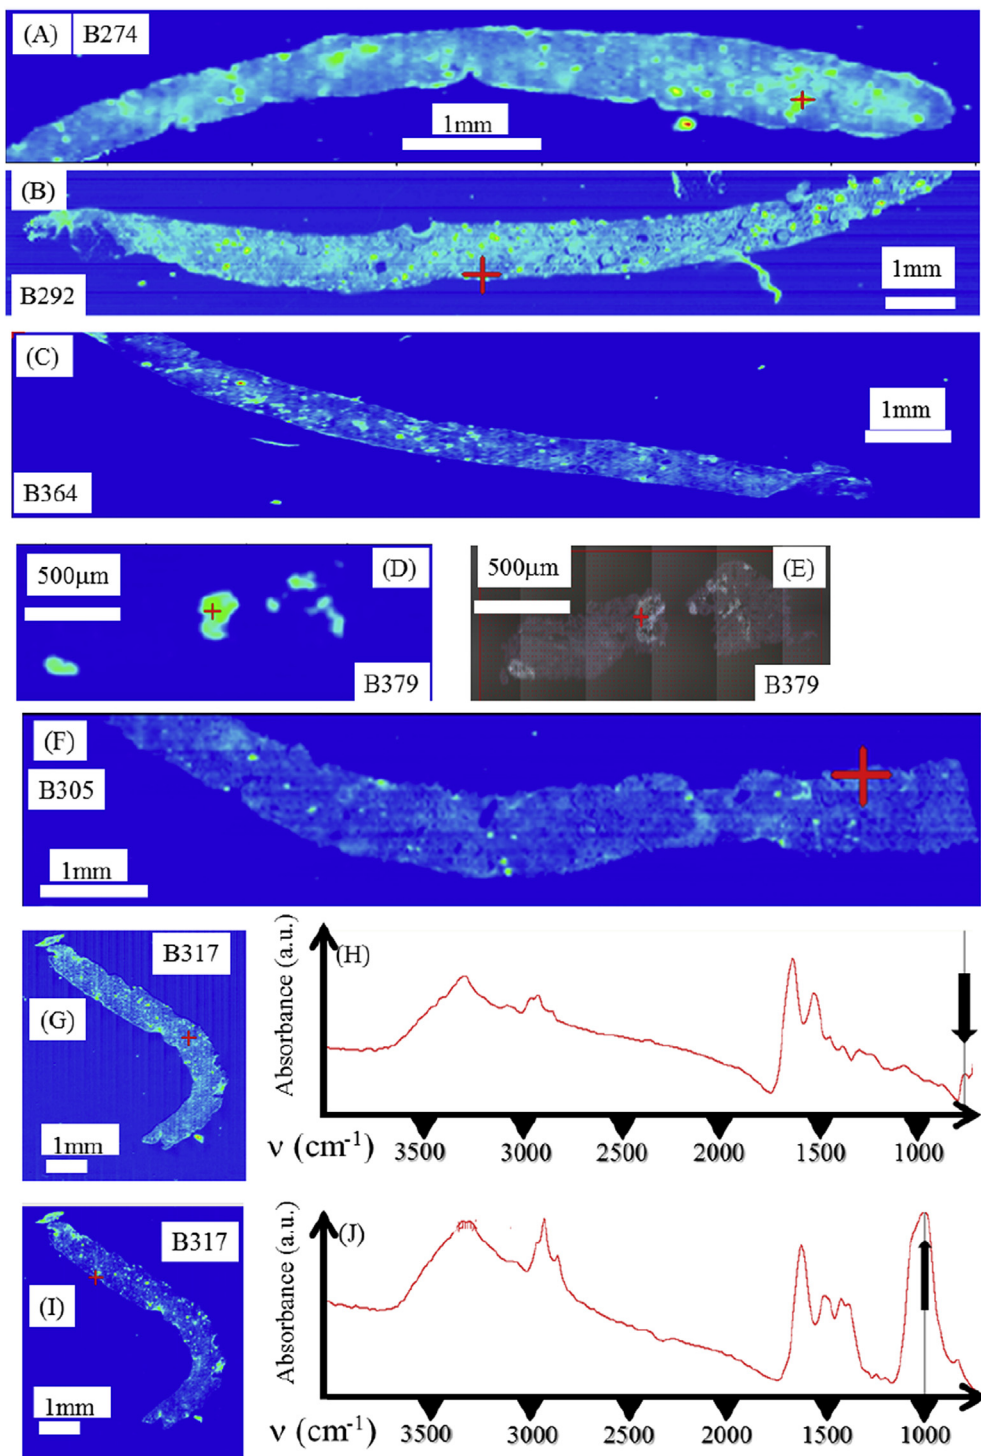 (A) B274
1mm
(B)
1mm
B292
(C)
1mm
B364
500µm (D)
B379
500µm (E)
B379
(F)
B305
1mm
B317
(G)
1mm
Absorbance (a.u.)
(H)
ν (cm-1) 3500 3000 2500 2000 1500 1000
B317
(I)
1mm
Absorbance (a.u.)
(J)
ν (cm-1) 3500 3000 2500 2000 1500 1000